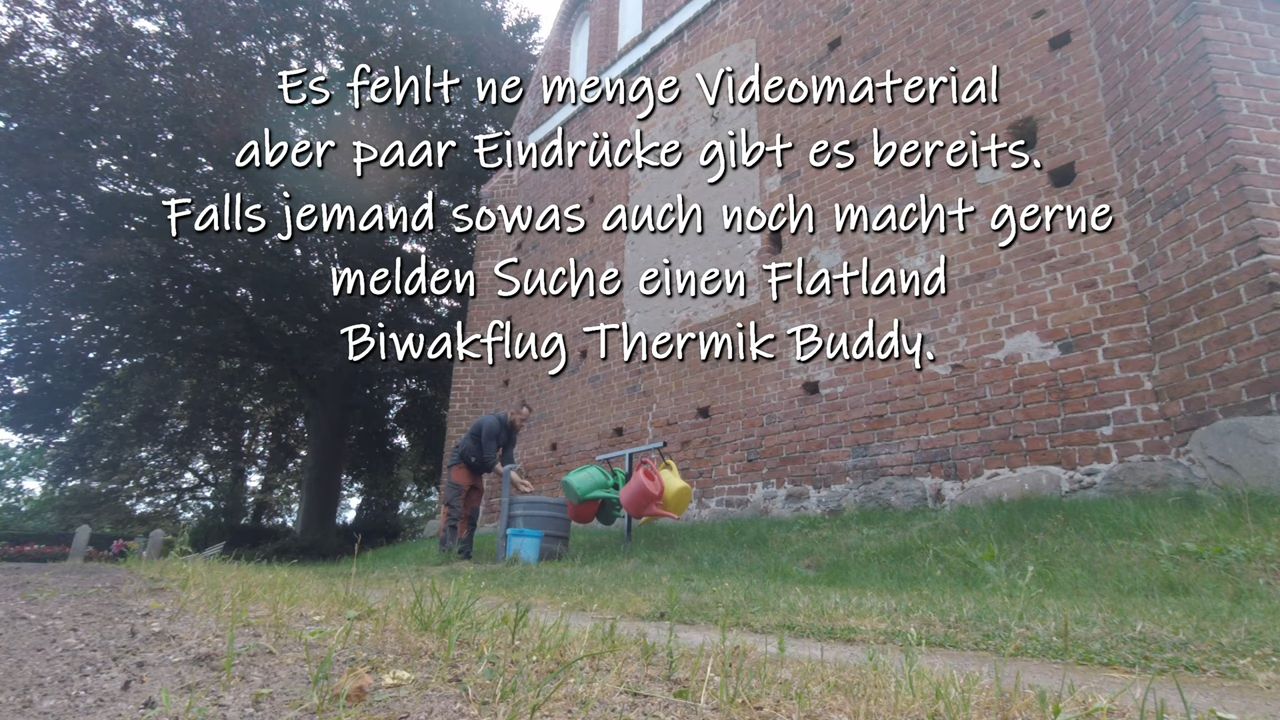 Es fehlt ne menge Videomaterial
aber paar Eindrücke gibt es bereits.
Falls jemand sowas auch noch macht gerne
melden Suche einen Flatland
Biwakflug Thermik Buddy.